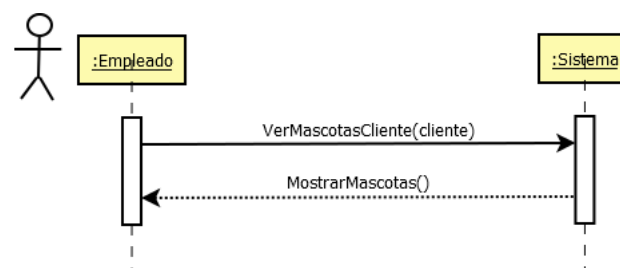 :Empleado
:Sistema
VerMascotasCliente(cliente)
MostrarMascotas()